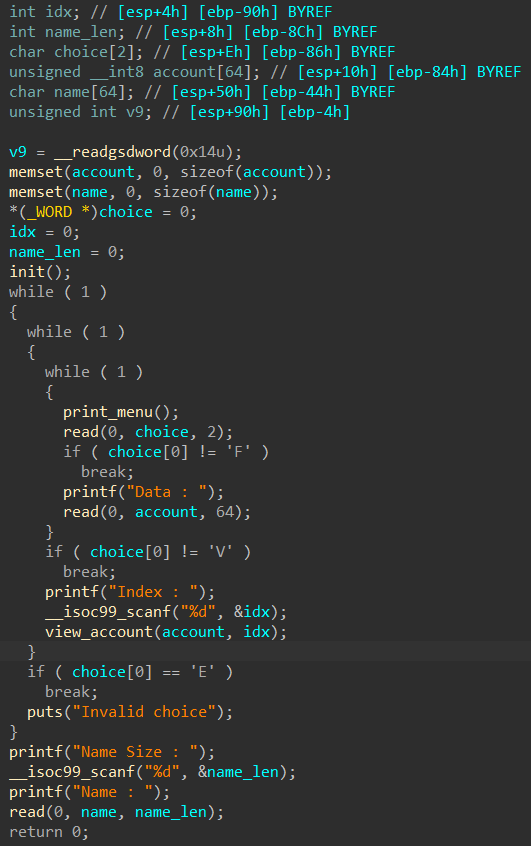 int idx; // [esp+4h] [ebp-90h] BYREF
int name_len; // [esp+8h] [ebp-8Ch] BYREF
char choice[2]; // [esp+Eh] [ebp-86h] BYREF
unsigned __int8 account[64]; // [esp+10h] [ebp-84h] BYREF
char name[64]; // [esp+50h] [ebp-44h] BYREF
unsigned int v9; // [esp+90h] [ebp-4h]

v9 = __readgsdword(0x14u);
memset(account, 0, sizeof(account));
memset(name, 0, sizeof(name));
*(_WORD *)choice = 0;
idx = 0;
name_len = 0;
init();
while ( 1 )
{
  while ( 1 )
  {
    while ( 1 )
    {
      print_menu();
      read(0, choice, 2);
      if ( choice[0] != 'F' )
        break;
      printf("Data : ");
      read(0, account, 64);
    }
    if ( choice[0] != 'V' )
      break;
    printf("Index : ");
    __isoc99_scanf("%d", &idx);
    view_account(account, idx);
  }
  if ( choice[0] == 'E' )
    break;
  puts("Invalid choice");
}
printf("Name Size : ");
__isoc99_scanf("%d", &name_len);
printf("Name : ");
read(0, name, name_len);
return 0;